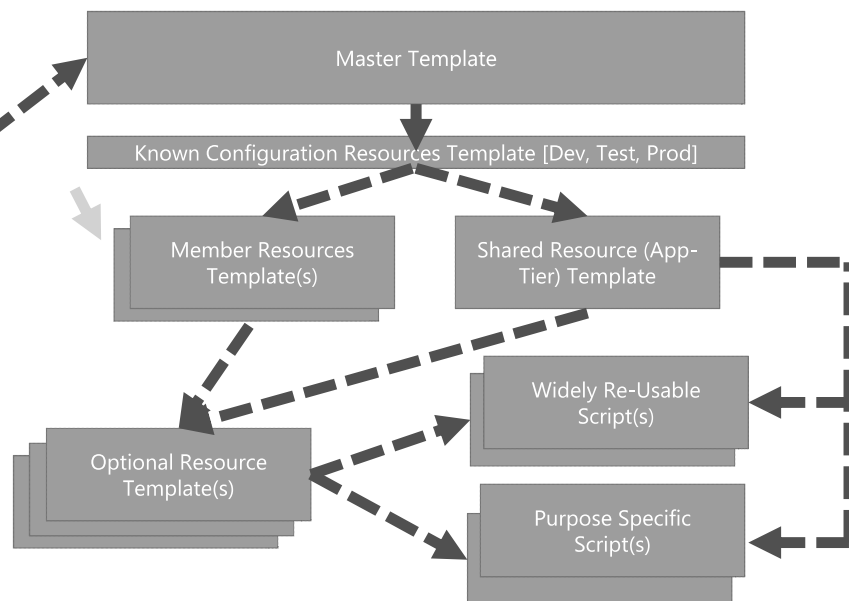 Master Template
Known Configuration Resources Template [Dev, Test, Prod]
Member Resources
Template(s)
Shared Resource (App-
Tier) Template
Widely Re-Usable
Script(s)
Optional Resource
Template(s)
Purpose Specific
Script(s)